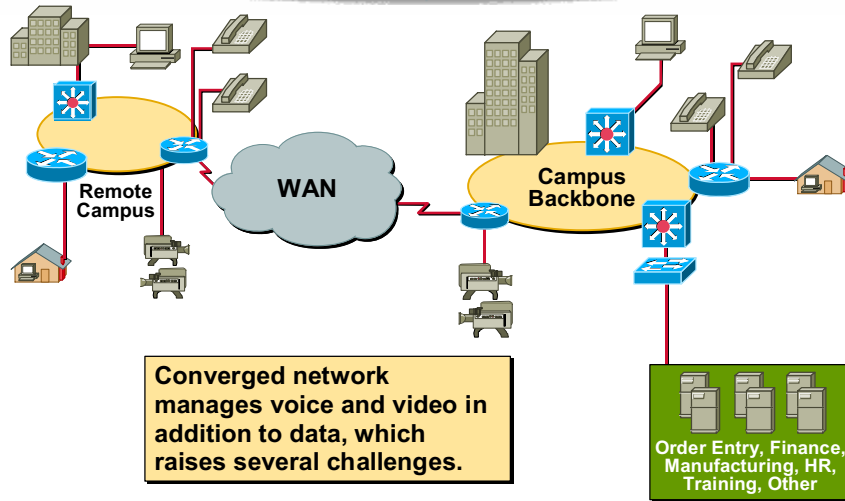 Remote
Campus
WAN
Campus
Backbone
Converged network
manages voice and video in
addition to data, which
raises several challenges.
Order Entry, Finance,
Manufacturing, HR,
Training, Other